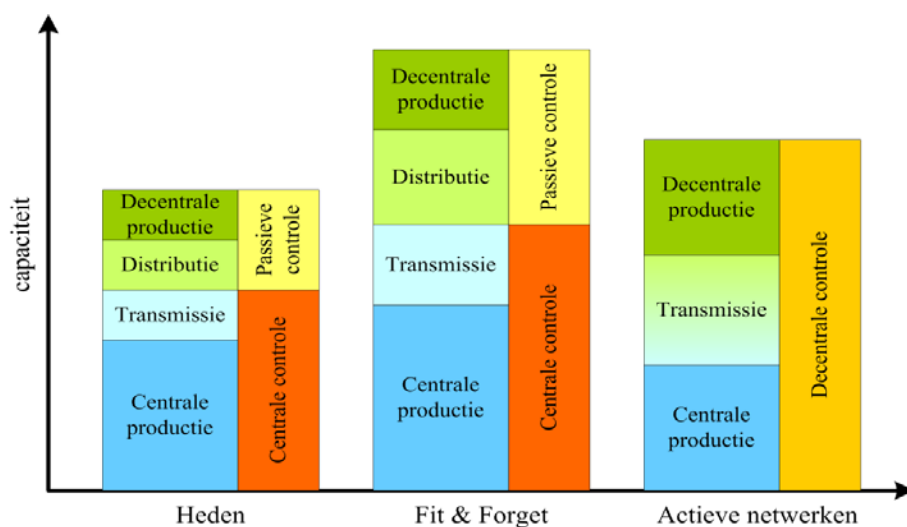 capaciteit
Decentrale
productie
Distributie
Transmissie
Centrale
productie
Passieve
controle
Centrale controle
Heden
Decentrale
productie
Distributie
Transmissie
Centrale
productie
Passieve controle
Centrale controle
Fit & Forget
Decentrale
productie
Transmissie
Centrale
productie
Decentrale controle
Actieve netwerken